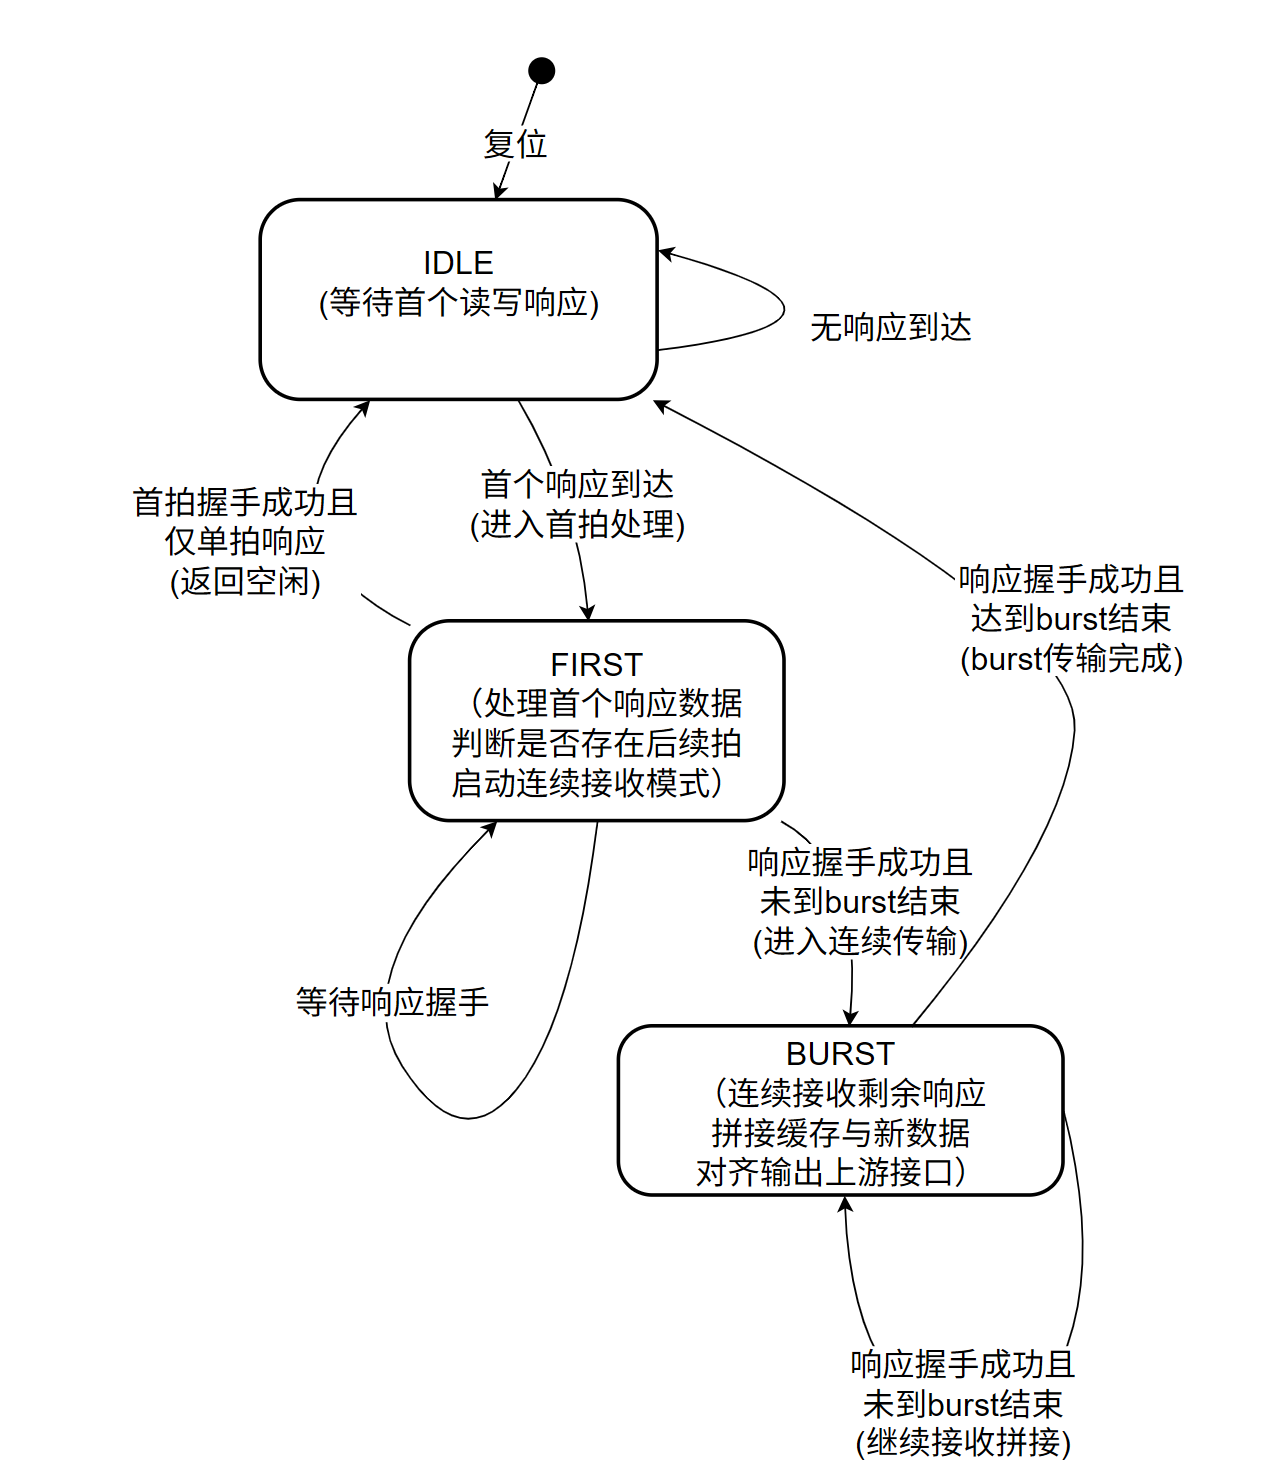 复位
IDLE
(等待首个读写响应)
无响应到达
首个响应到达
(进入首拍处理)
首拍握手成功且
仅单拍响应
(返回空闲)
响应握手成功且
达到burst结束
(burst传输完成)
FIRST
（处理首个响应数据
判断是否存在后续拍
启动连续接收模式）
响应握手成功且
未到burst结束
(进入连续传输)
等待响应握手
BURST
（连续接收剩余响应
拼接缓存与新数据
对齐输出上游接口）
响应握手成功且
未到burst结束
(继续接收拼接)